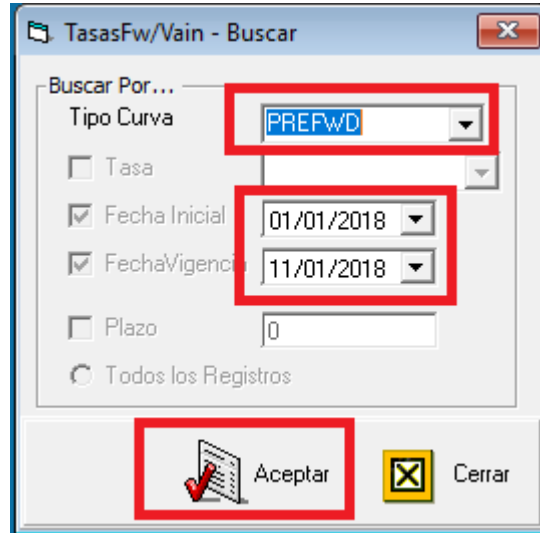 TasasFw/Vain - Buscar
Buscar Por...
Tipo Curva PREFWD
Tasa
Fecha Inicial 01/01/2018
FechaVigencia 11/01/2018
Plazo 0
Todos los Registros
Aceptar Cerrar